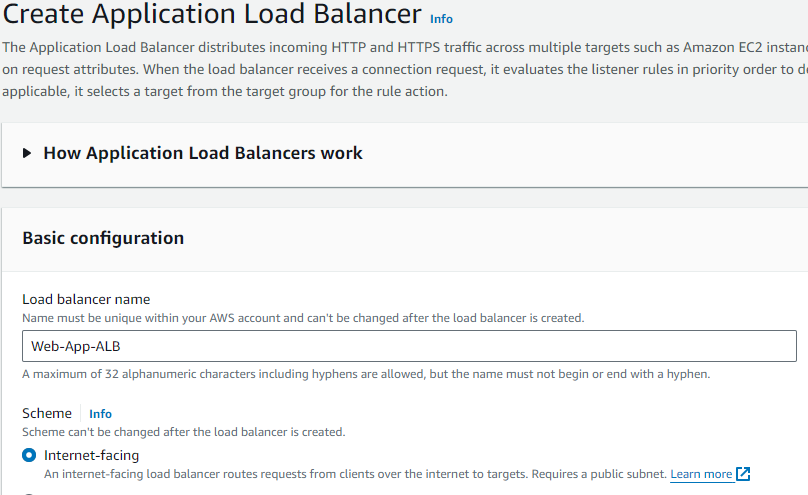 Create Application Load Balancer Info
The Application Load Balancer distributes incoming HTTP and HTTPS traffic across multiple targets such as Amazon EC2
on request attributes. When the load balancer receives a connection request, it evaluates the listener rules in priority order to
applicable, it selects a target from the target group for the rule action.
How Application Load Balancers work
Basic configuration
Load balancer name
Name must be unique within your AWS account and can't be changed after the load balancer is created.
Web-App-ALB
A maximum of 32 alphanumeric characters including hyphens are allowed, but the name must not begin or end with a hyphen.
Scheme Info
Scheme can't be changed after the load balancer is created.
Internet-facing
An internet-facing load balancer routes requests from clients over the internet to targets. Requires a public subnet. Learn more